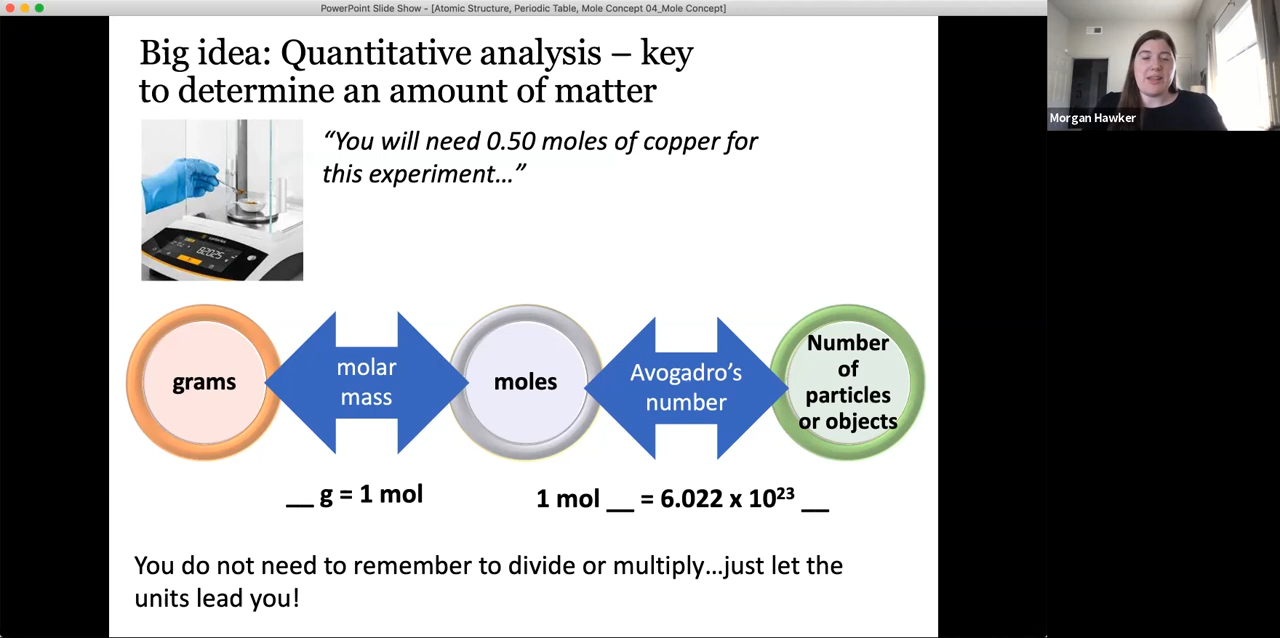 PowerPoint Slide Show - [Atomic Structure, Periodic Table, Mole Concept 04_Mole Concept]
Big idea: Quantitative analysis – key
to determine an amount of matter
“You will need 0.50 moles of copper for
this experiment…”
grams
molar
mass
moles
Avogadro’s
number
Number
of
particles
or objects
__ g = 1 mol
1 mol __ = 6.022 x 10²³ __
You do not need to remember to divide or multiply…just let the
units lead you!
Morgan Hawker